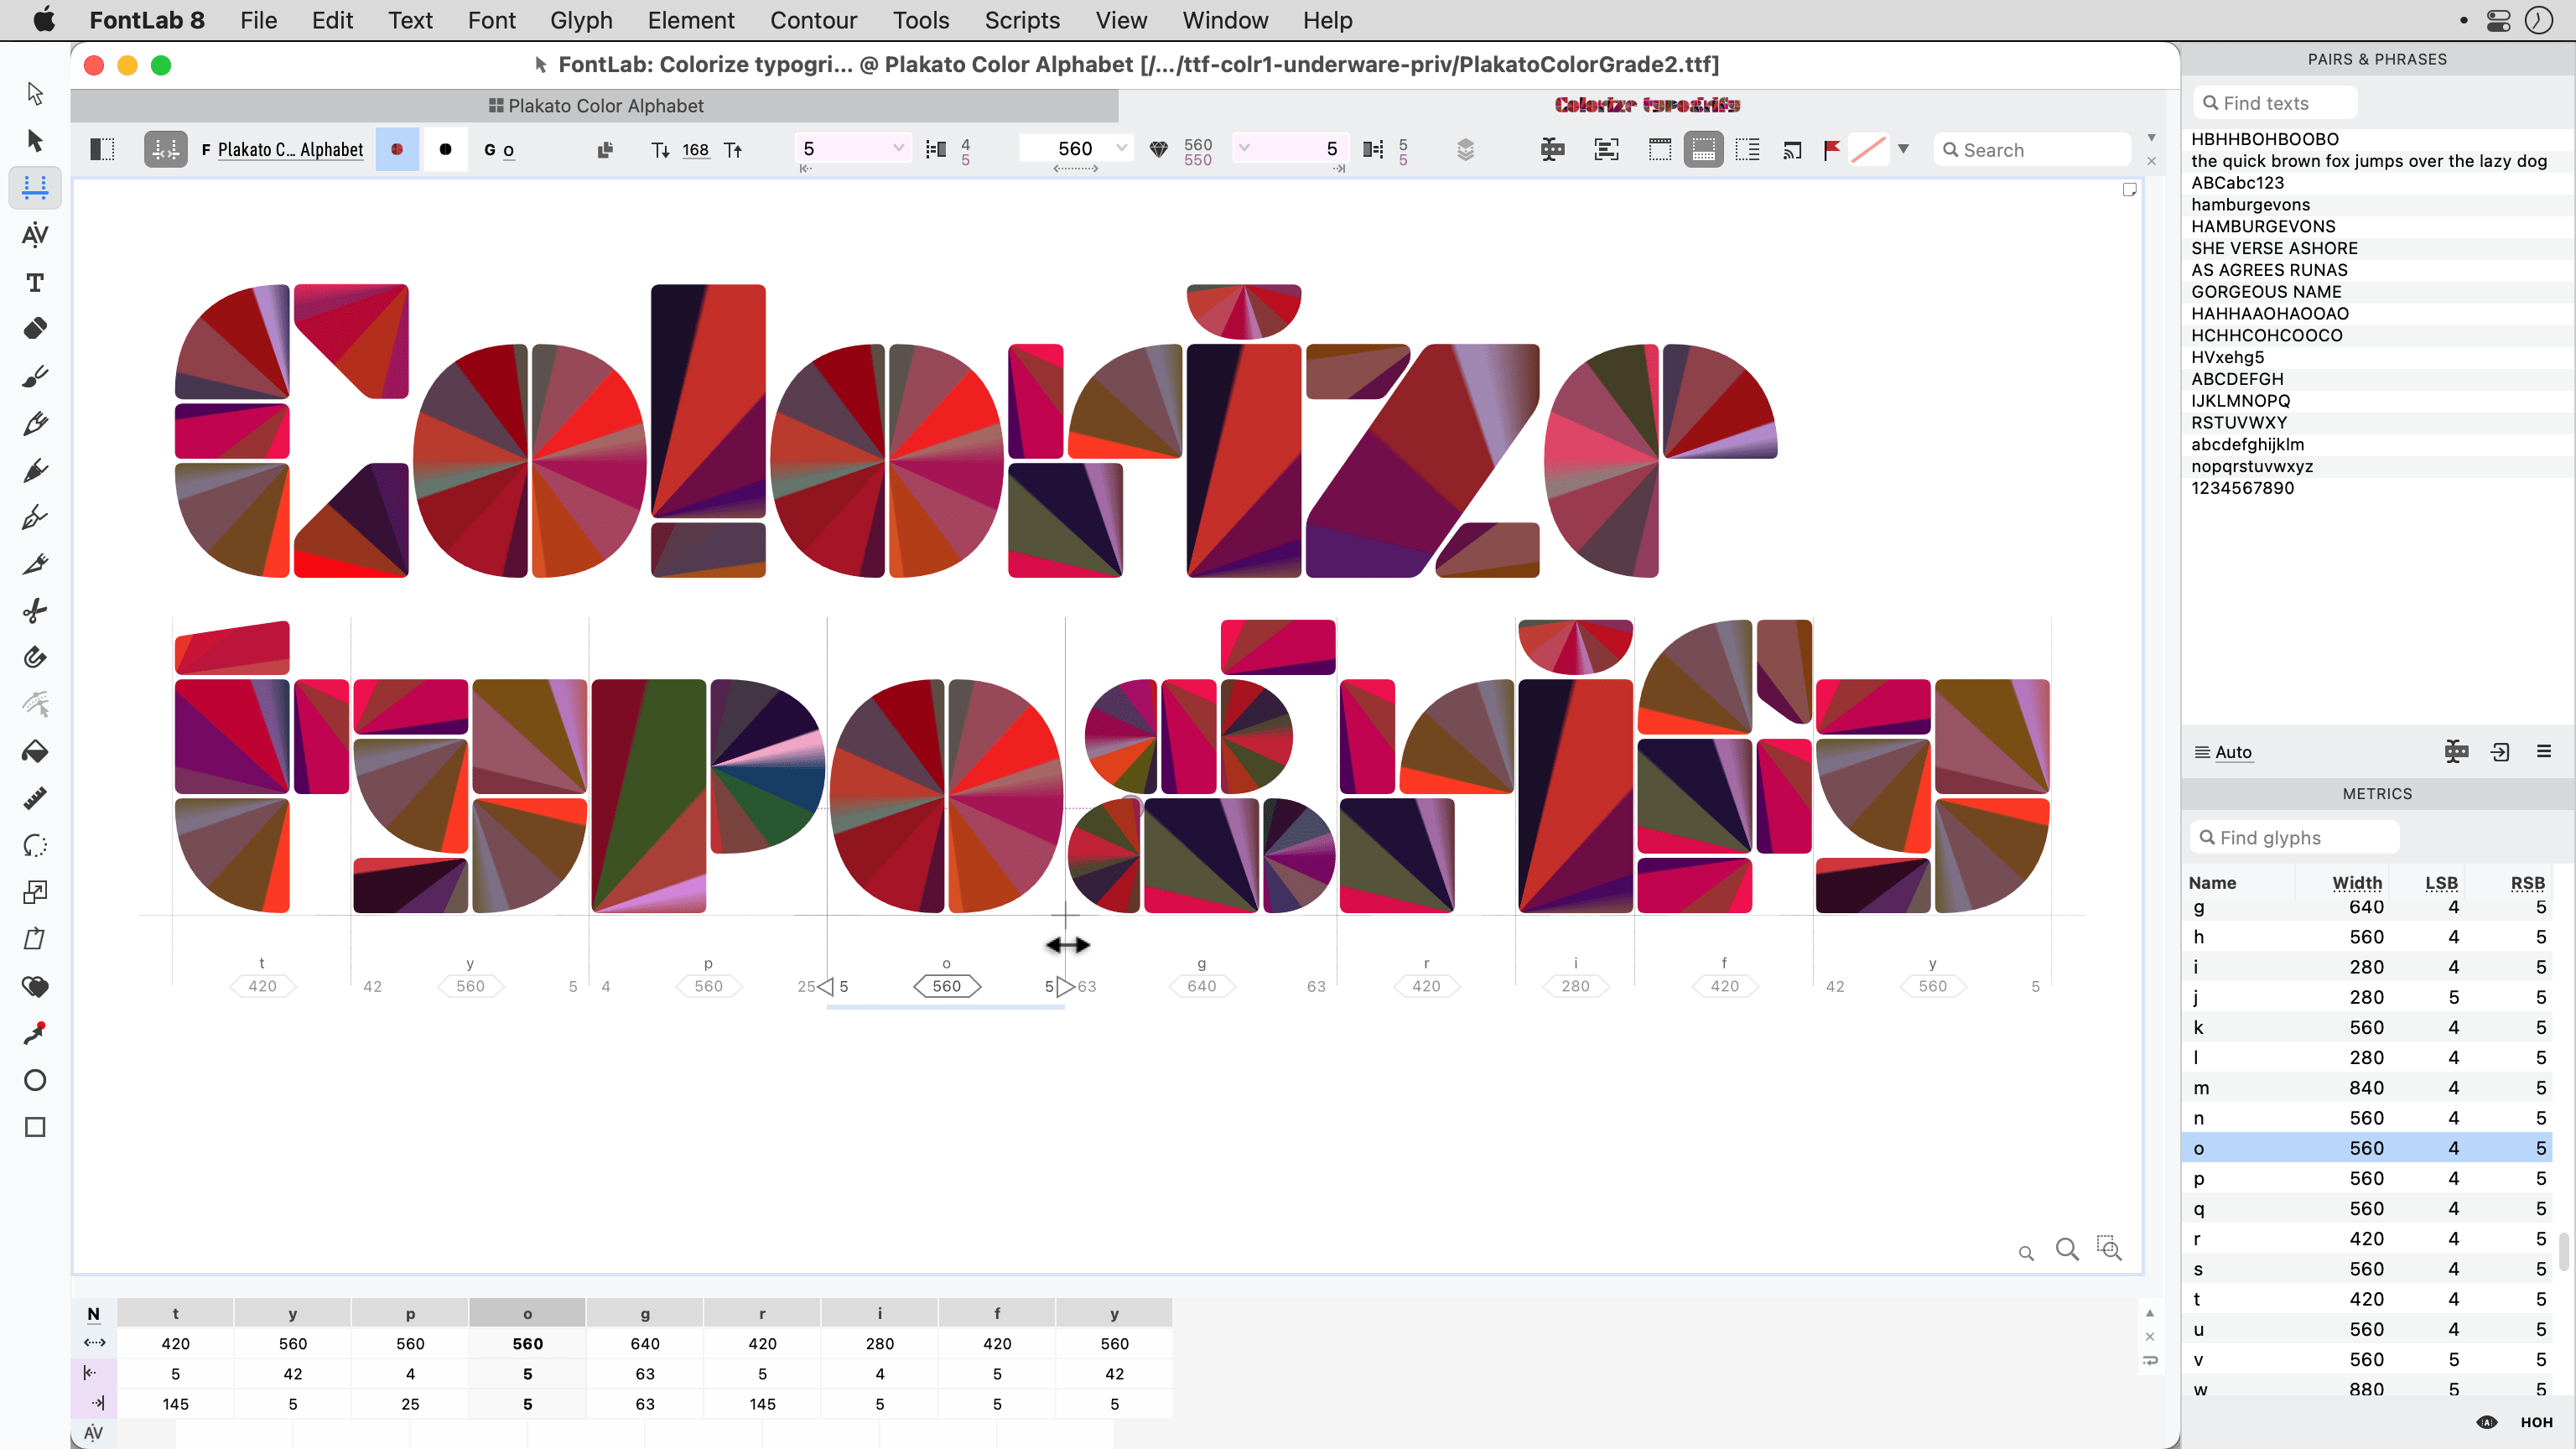 FontLab 8 File Edit Text Font Glyph Element Contour Tools Scripts View Window Help
FontLab: Colorize typogri... @ Plakato Color Alphabet [/.../ttf-colr1-underware-priv/PlakatoColorGrade2.ttf]
Plakato Color Alphabet
Colorize typogrify
F Plakato C... Alphabet G o 168 5 4 5 560 560 550 5 5 5 Search
Colorize
typogrify
t y p o g r i f y
420 42 560 5 4 560 25 5 560 5 63 640 63 420 280 420 42 560 5
N t y p o g r i f y
420 560 560 560 640 420 280 420 560
5 42 4 5 63 5 4 5 42
145 5 25 5 63 145 5 5 5
AV
PAIRS & PHRASES
Find texts
HBHHBOHBOOBO
the quick brown fox jumps over the lazy dog
ABCabc123
hamburgevons
HAMBURGEVONS
SHE VERSE ASHORE
AS AGREES RUNAS
GORGEOUS NAME
HAHHAAOHAOOAO
HCHHCOHCOOCO
HVxehg5
ABCDEFGH
IJKLMNOPQ
RSTUVWXY
abcdefghijklm
nopqrstuvwxyz
1234567890
Auto
METRICS
Find glyphs
Name Width LSB RSB
g 640 4 5
h 560 4 5
i 280 4 5
j 280 5 5
k 560 4 5
l 280 4 5
m 840 4 5
n 560 4 5
o 560 4 5
p 560 4 5
q 560 4 5
r 420 4 5
s 560 4 5
t 420 4 5
u 560 4 5
v 560 5 5
w 880 5 5
HOH